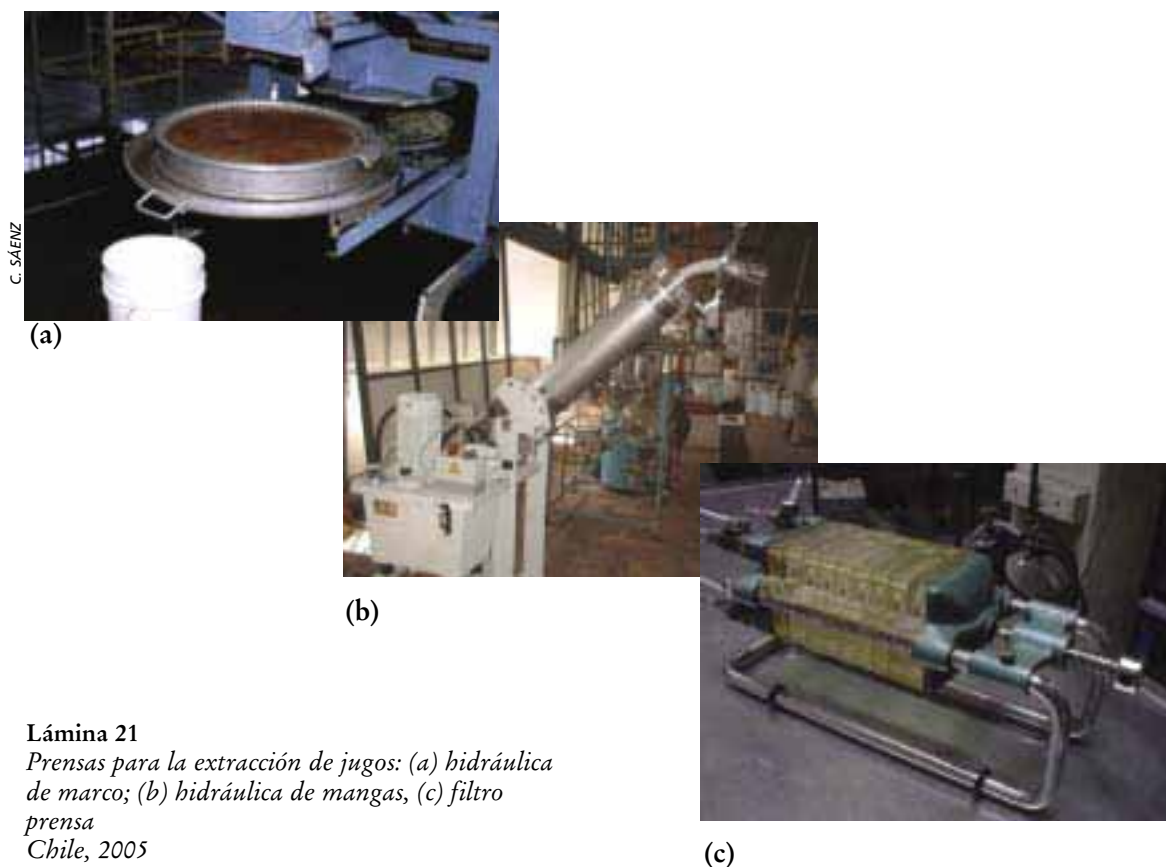 C. SÁENZ
(a)
(b)
Lámina 21
Prensas para la extracción de jugos: (a) hidráulica
de marco; (b) hidráulica de mangas, (c) filtro
prensa
Chile, 2005
(c)